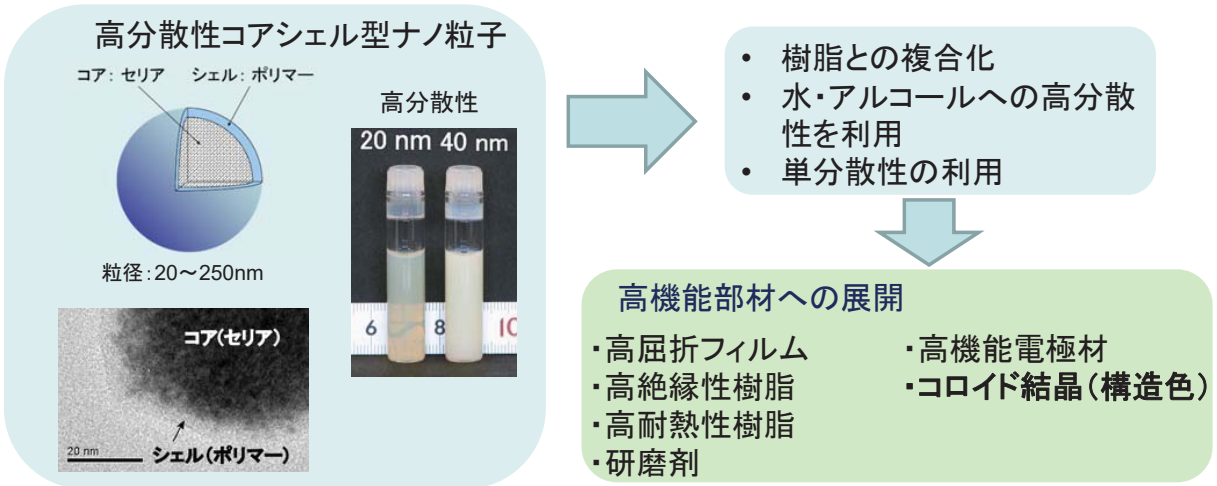 高分散性コアシェル型ナノ粒子
コア：セリア　シェル：ポリマー
粒径：20～250nm
高分散性
20 nm 40 nm
6 8 10
コア(セリア)
シェル(ポリマー)
20 nm
• 樹脂との複合化
• 水・アルコールへの高分散
性を利用
• 単分散性の利用
高機能部材への展開
・高屈折フィルム
・高絶縁性樹脂
・高耐熱性樹脂
・研磨剤
・高機能電極材
・コロイド結晶(構造色)